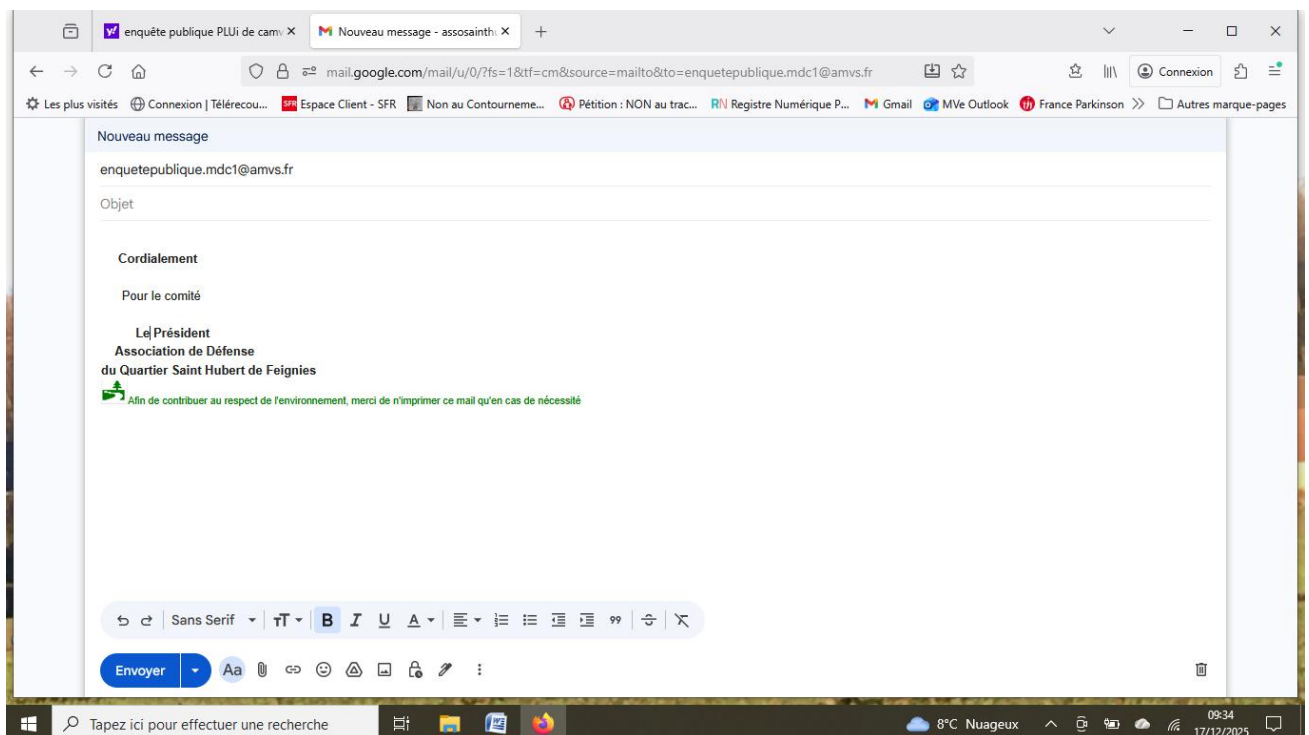 enquête publique PLUi de camv
Nouveau message - assosainthu
mail.google.com/mail/u/0/?fs=1&tf=cm&source=mailto&to=enquetepublique.mdc1@amvs.fr
Connexion
Les plus visités
Connexion | Télérecou...
SFR Espace Client - SFR
Non au Contourneme...
Pétition : NON au trac...
RN Registre Numérique P...
Gmail
MVe Outlook
France Parkinson
Autres marque-pages
Nouveau message
enquetepublique.mdc1@amvs.fr
Objet
Cordialement
Pour le comité
Le Président
Association de Défense
du Quartier Saint Hubert de Feignies
Afin de contribuer au respect de l'environnement, merci de n'imprimer ce mail qu'en cas de nécessité
Sans Serif
B I U A
Envoyer
Aa
Tapez ici pour effectuer une recherche
8°C Nuageux
09:34
17/12/2025